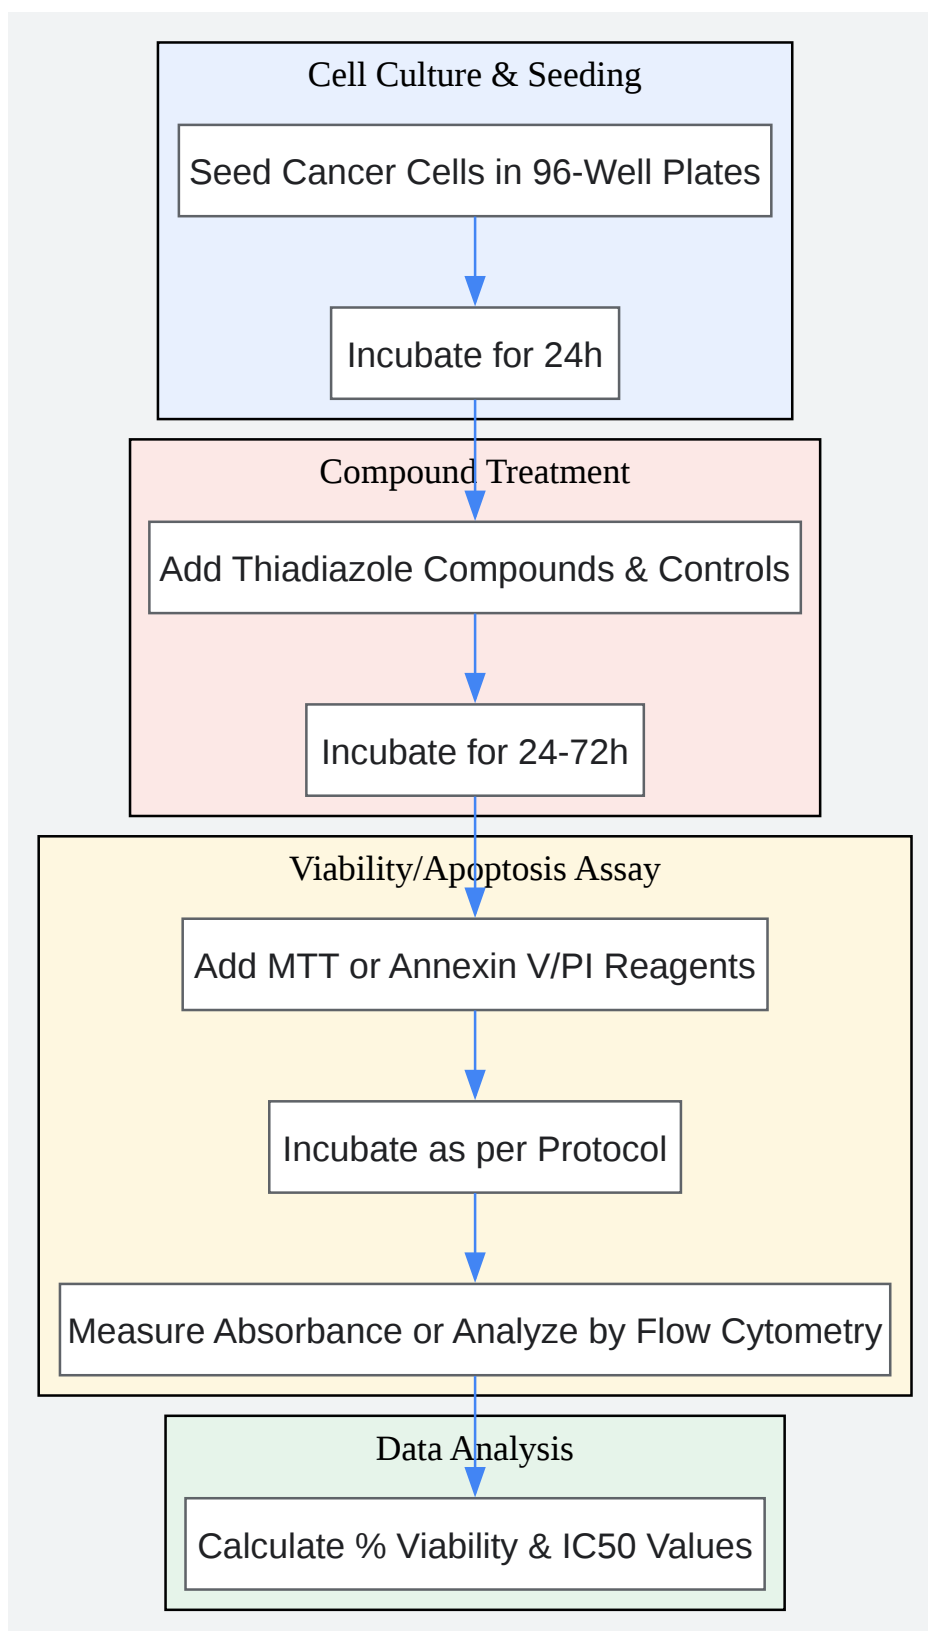 Cell Culture & Seeding
Seed Cancer Cells in 96-Well Plates
Incubate for 24h
Compound Treatment
Add Thiadiazole Compounds & Controls
Incubate for 24-72h
Viability/Apoptosis Assay
Add MTT or Annexin V/PI Reagents
Incubate as per Protocol
Measure Absorbance or Analyze by Flow Cytometry
Data Analysis
Calculate % Viability & IC50 Values